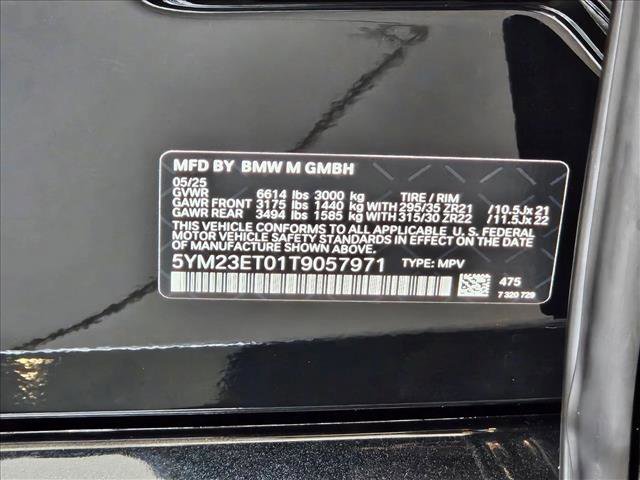 MFD BY BMW M GMBH
05/25
GVWR 6614 lbs 3000 kg TIRE / RIM
GAWR FRONT 3175 lbs 1440 kg WITH 295/35 ZR21 /10.5Jx 21
GAWR REAR 3494 lbs 1585 kg WITH 315/30 ZR22 /11.5Jx 22
THIS VEHICLE CONFORMS TO ALL APPLICABLE U.S. FEDERAL
MOTOR VEHICLE SAFETY STANDARDS IN EFFECT ON THE DATE
OF MANUFACTURE SHOWN ABOVE.
5YM23ET01T9057971 TYPE: MPV
475
7 320 729